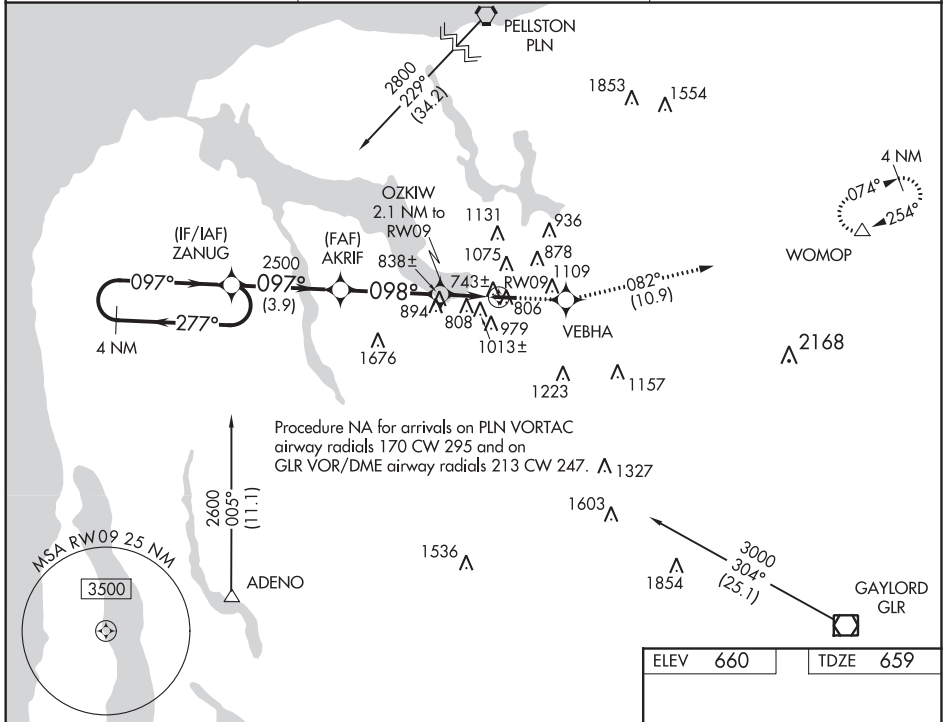 PELLSTON
PLN
2800
229°
(34.2)
1853
1554
4 NM
074°
254°
WOMOP
OZKIW
2.1 NM to
RW09
1131
936
(IF/IAF)
ZANUG
(FAF)
AKRIF
838±
1075
878
2500
743±
RW09
1109
097°
097°
(3.9)
098°
082°
(10.9)
277°
894
808
806
VEBHA
979
4 NM
1013±
1676
2168
1223
1157
Procedure NA for arrivals on PLN VORTAC
airway radials 170 CW 295 and on
GLR VOR/DME airway radials 213 CW 247.
1327
2600
005°
(11.1)
1603
MSA RW09 25 NM
3500
1536
3000
304°
(25.1)
ADENO
1854
GAYLORD
GLR
ELEV 660
TDZE 659